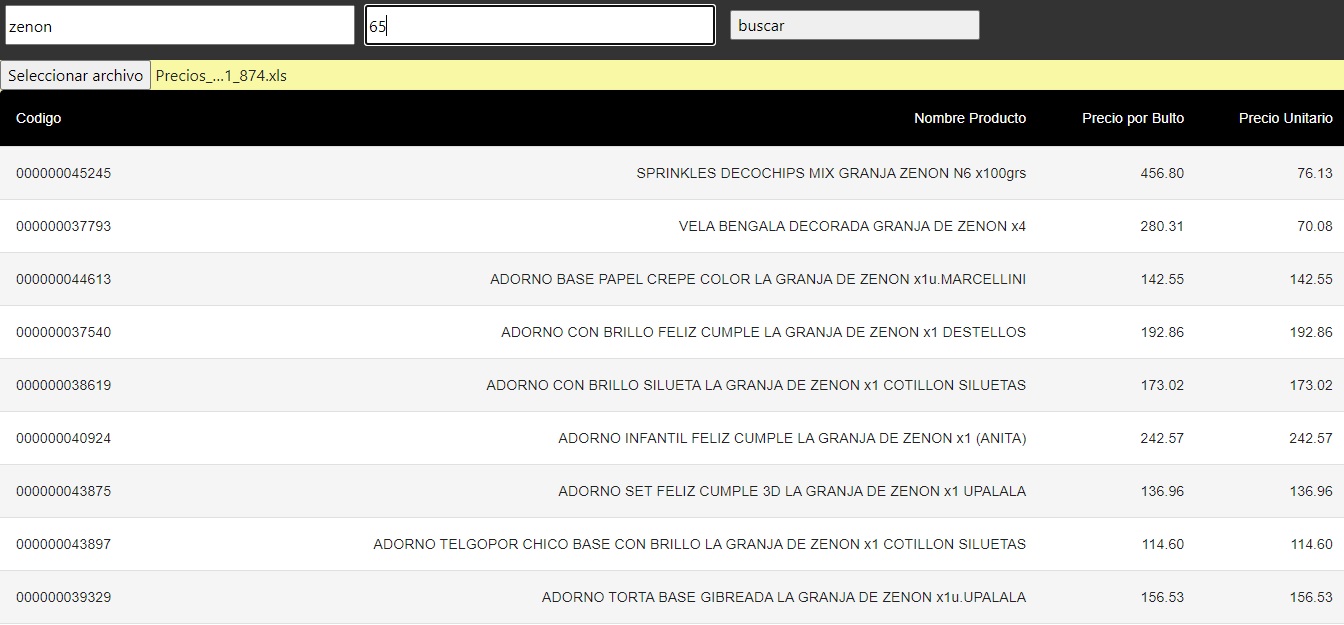 zenon 65 buscar
Seleccionar archivo Precios_...1_874.xls
Codigo Nombre Producto Precio por Bulto Precio Unitario
000000045245 SPRINKLES DECOCHIPS MIX GRANJA ZENON N6 x100grs 456.80 76.13
000000037793 VELA BENGALA DECORADA GRANJA DE ZENON x4 280.31 70.08
000000044613 ADORNO BASE PAPEL CREPE COLOR LA GRANJA DE ZENON x1u.MARCELLINI 142.55 142.55
000000037540 ADORNO CON BRILLO FELIZ CUMPLE LA GRANJA DE ZENON x1 DESTELLOS 192.86 192.86
000000038619 ADORNO CON BRILLO SILUETA LA GRANJA DE ZENON x1 COTILLON SILUETAS 173.02 173.02
000000040924 ADORNO INFANTIL FELIZ CUMPLE LA GRANJA DE ZENON x1 (ANITA) 242.57 242.57
000000043875 ADORNO SET FELIZ CUMPLE 3D LA GRANJA DE ZENON x1 UPALALA 136.96 136.96
000000043897 ADORNO TELGOPOR CHICO BASE CON BRILLO LA GRANJA DE ZENON x1 COTILLON SILUETAS 114.60 114.60
000000039329 ADORNO TORTA BASE GIBREADA LA GRANJA DE ZENON x1u.UPALALA 156.53 156.53